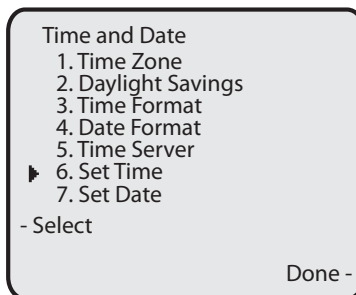 Time and Date
1. Time Zone
2. Daylight Savings
3. Time Format
4. Date Format
5. Time Server
6. Set Time
7. Set Date
- Select
Done -